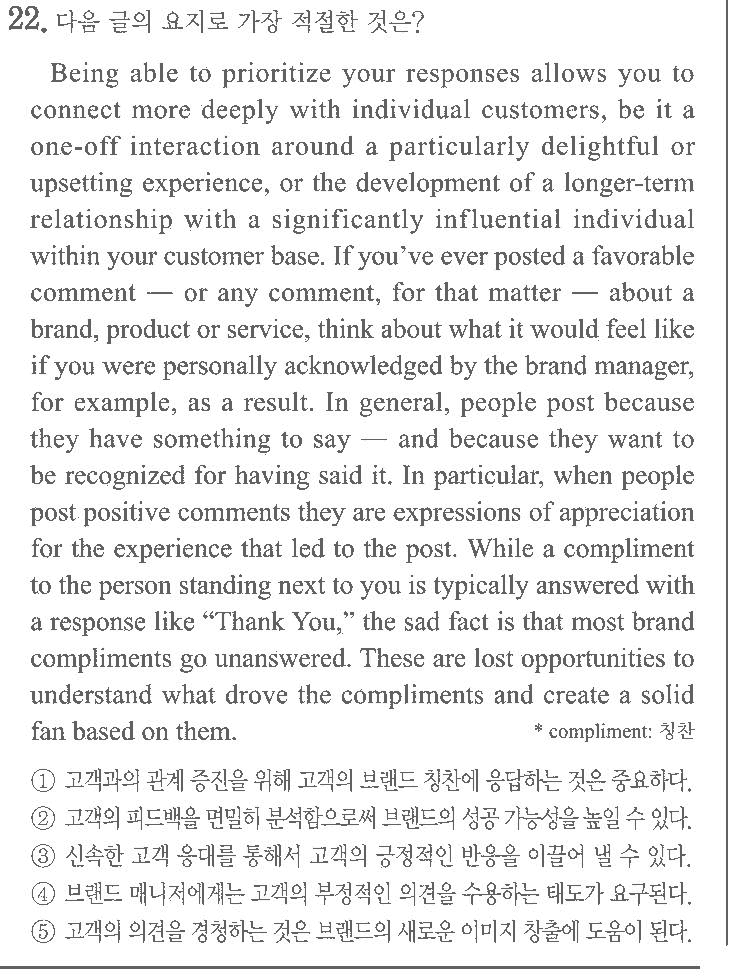 22. 다음 글의 요지로 가장 적절한 것은?
Being able to prioritize your responses allows you to
connect more deeply with individual customers, be it a
one-off interaction around a particularly delightful or
upsetting experience, or the development of a longer-term
relationship with a significantly influential individual
within your customer base. If you’ve ever posted a favorable
comment — or any comment, for that matter — about a
brand, product or service, think about what it would feel like
if you were personally acknowledged by the brand manager,
for example, as a result. In general, people post because
they have something to say — and because they want to
be recognized for having said it. In particular, when people
post positive comments they are expressions of appreciation
for the experience that led to the post. While a compliment
to the person standing next to you is typically answered with
a response like “Thank You,” the sad fact is that most brand
compliments go unanswered. These are lost opportunities to
understand what drove the compliments and create a solid
fan based on them. * compliment: 칭찬
① 고객과의 관계 증진을 위해 고객의 브랜드 칭찬에 응답하는 것은 중요하다.
② 고객의 피드백을 면밀히 분석함으로써 브랜드의 성공 가능성을 높일 수 있다.
③ 신속한 고객 응대를 통해서 고객의 긍정적인 반응을 이끌어 낼 수 있다.
④ 브랜드 매니저에게는 고객의 부정적인 의견을 수용하는 태도가 요구된다.
⑤ 고객의 의견을 경청하는 것은 브랜드의 새로운 이미지 창출에 도움이 된다.